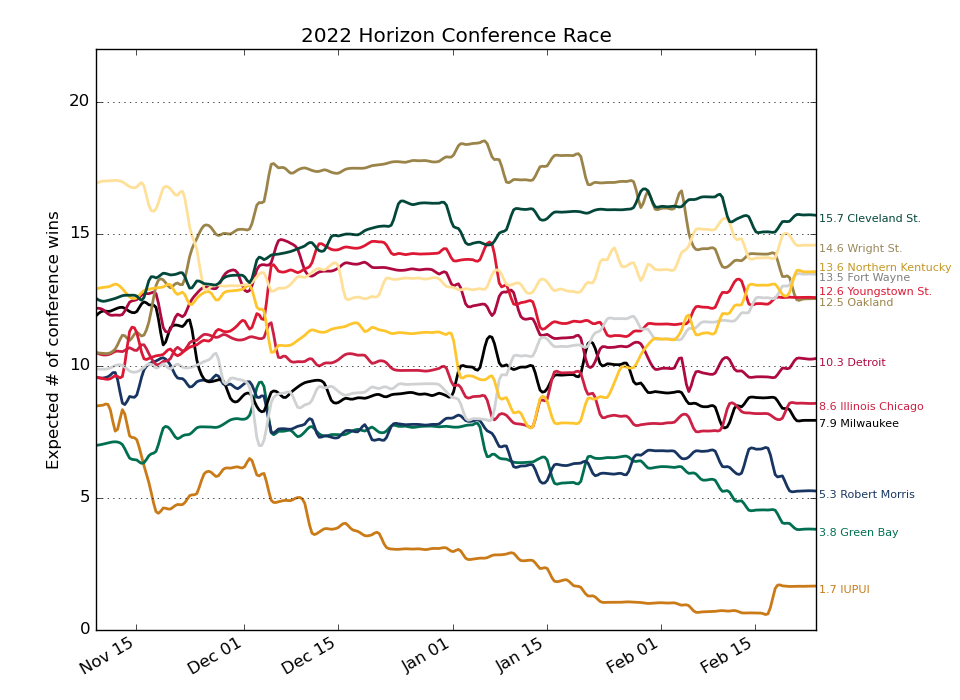 2022 Horizon Conference Race
Expected # of conference wins
20
15
10
5
0
Nov 15
Dec 01
Dec 15
Jan 01
Jan 15
Feb 01
Feb 15
15.7 Cleveland St.
14.6 Wright St.
13.6 Northern Kentucky
13.5 Fort Wayne
12.6 Youngstown St.
12.5 Oakland
10.3 Detroit
8.6 Illinois Chicago
7.9 Milwaukee
5.3 Robert Morris
3.8 Green Bay
1.7 IUPUI